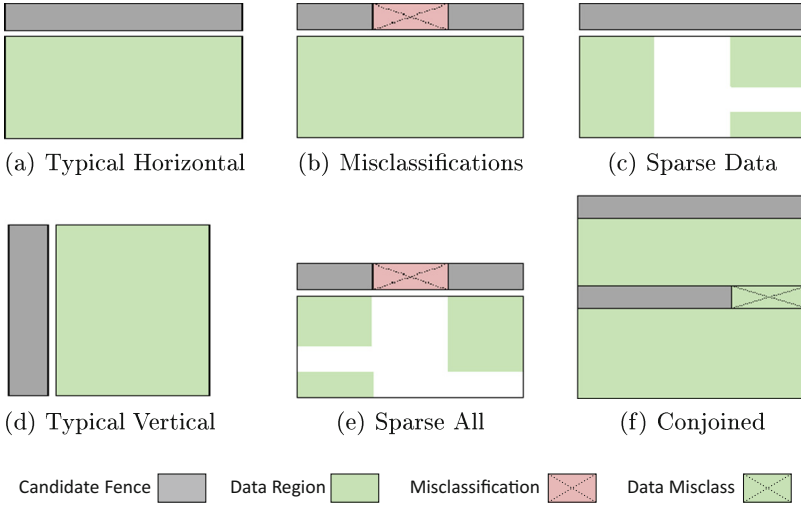 (a) Typical Horizontal
(b) Misclassifications
(c) Sparse Data
(d) Typical Vertical
(e) Sparse All
(f) Conjoined
Candidate Fence
Data Region
Misclassification
Data Misclass